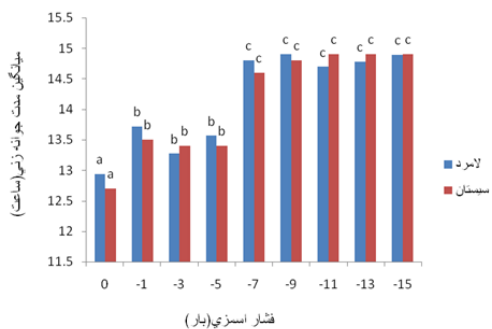 میانگین مدت جوانه زنی(ساعت)
15.5
15
14.5
14
13.5
13
12.5
12
11.5
a a
b b
b b
b b
c c
c c
c c
c c
c c
0 -1 -3 -5 -7 -9 -11 -13 -15
فشار اسمزي(بار)
لامرد
سیستان